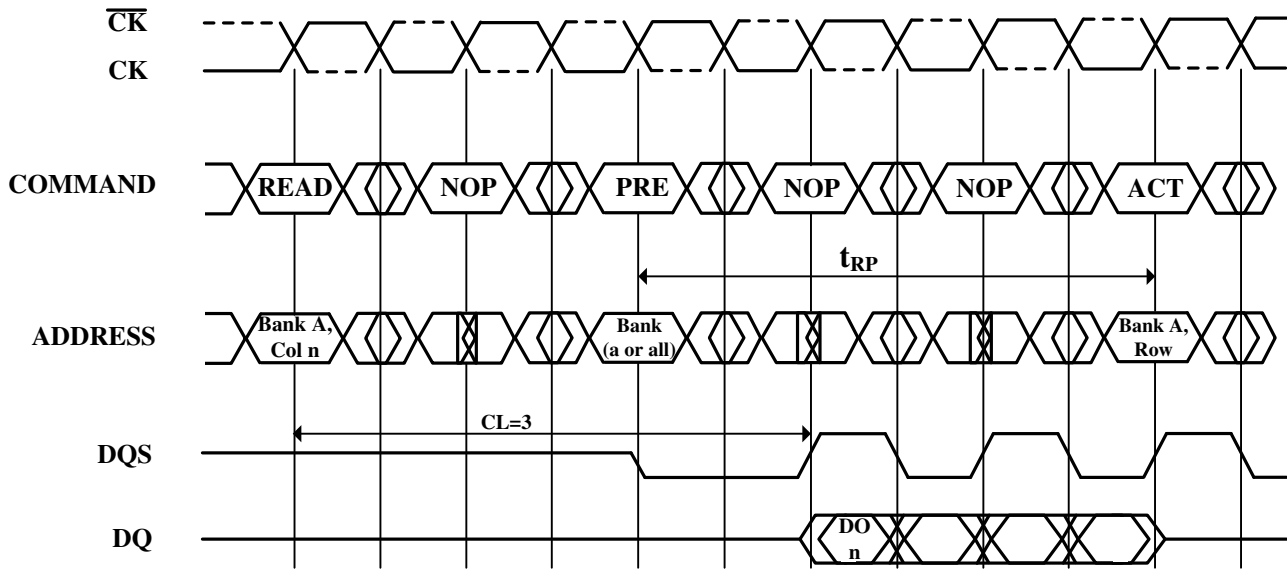 CK
CK
COMMAND
READ
NOP
PRE
NOP
NOP
ACT
tRP
ADDRESS
Bank A,
Col n
Bank
(a or all)
Bank A,
Row
CL=3
DQS
DQ
DO
n